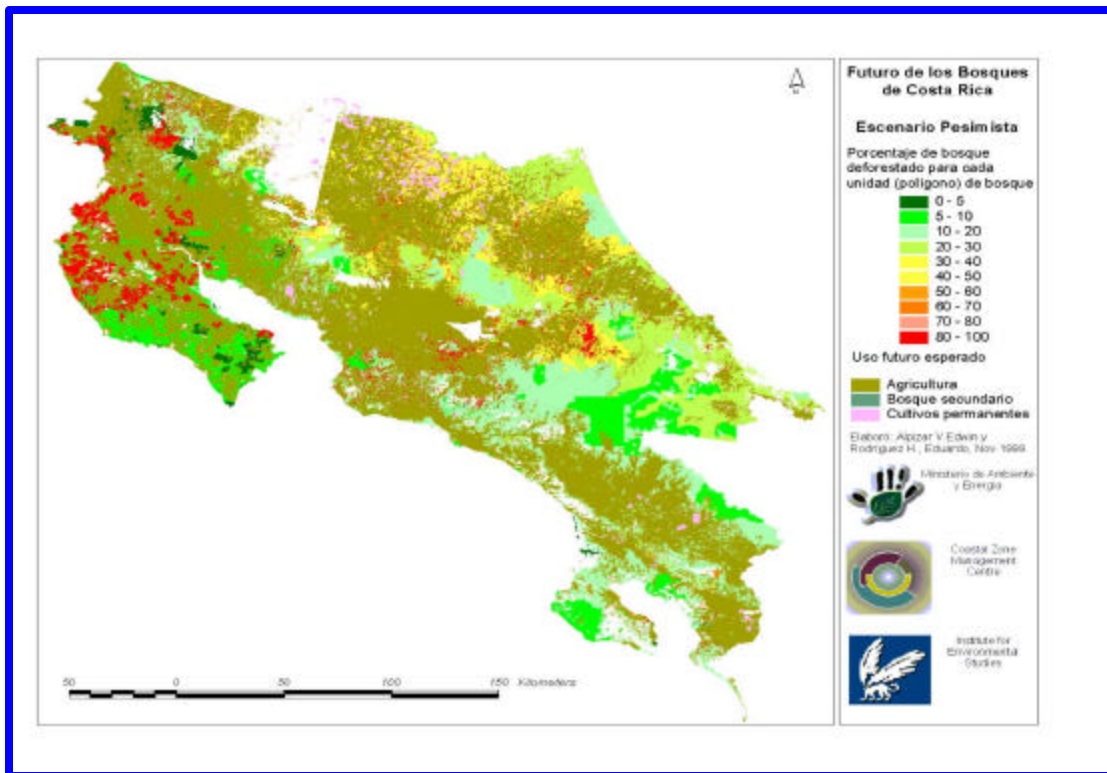 Futuro de los Bosques
de Costa Rica
Escenario Pesimista
Porcentaje de bosque
deforestado para cada
unidad (polígono) de bosque
0 - 5
5 - 10
10 - 20
20 - 30
30 - 40
40 - 50
50 - 60
60 - 70
70 - 80
80 - 100
Uso futuro esperado
Agricultura
Bosque secundario
Cultivos permanentes
Elaboró: Alpizar V Edwin y
Rodriguez H., Eduardo, Nov 1999
Ministerio de Ambiente
y Energía
Coastal Zone
Management
Centre
Institute for
Environmental
Studies
50 0 50 100 150 Kilometers